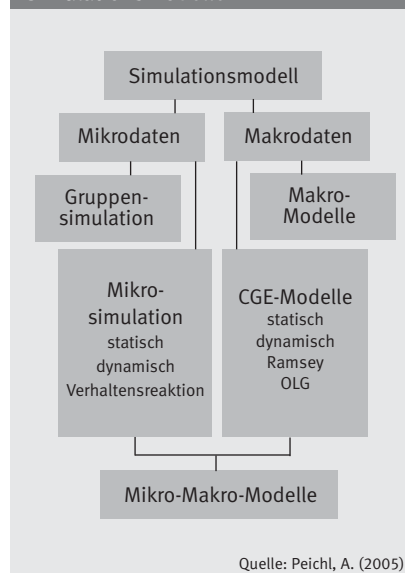 Simulationsmodell
Mikrodaten
Makrodaten
Gruppen-
simulation
Makro-
Modelle
Mikro-
simulation
statisch
dynamisch
Verhaltensreaktion
CGE-Modelle
statisch
dynamisch
Ramsey
OLG
Mikro-Makro-Modelle
Quelle: Peichl, A. (2005)